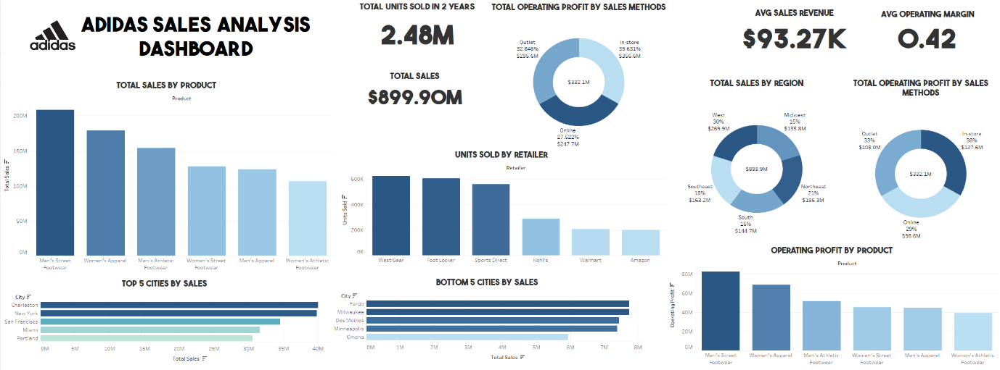 adidas
ADIDAS SALES ANALYSIS
DASHBOARD
TOTAL SALES BY PRODUCT
Product
Total Sales
200M
150M
100M
50M
0M
Men's Street
Footwear
Women's Apparel
Men's Athletic
Footwear
Women's Street
Footwear
Men's Apparel
Women's Athletic
Footwear
TOP 5 CITIES BY SALES
City
Charleston
New York
San Francisco
Miami
Portland
0M 5M 10M 15M 20M 25M 30M 35M 40M
Total Sales
TOTAL UNITS SOLD IN 2 YEARS
2.48M
TOTAL SALES
$899.90M
TOTAL OPERATING PROFIT BY SALES METHODS
Outlet
32.846%
$295.6M
In-store
39.631%
$356.6M
$332.1M
Online
27.522%
$247.7M
UNITS SOLD BY RETAILER
Retailer
Units Sold
600K
400K
200K
0K
West Gear
Foot Locker
Sports Direct
Kohl's
Walmart
Amazon
BOTTOM 5 CITIES BY SALES
City
Fargo
Milwaukee
Des Moines
Minneapolis
Omaha
0M 1M 2M 3M 4M 5M 6M 7M 8M
Total Sales
AVG SALES REVENUE
$93.27K
AVG OPERATING MARGIN
0.42
TOTAL SALES BY REGION
West
30%
$269.9M
Midwest
15%
$135.8M
$899.9M
Southeast
18%
$163.2M
Northeast
21%
$186.3M
South
16%
$144.7M
TOTAL OPERATING PROFIT BY SALES
METHODS
Outlet
33%
$108.0M
In-store
38%
$127.6M
$332.1M
Online
29%
$96.6M
OPERATING PROFIT BY PRODUCT
Product
Operating Profit
80M
60M
40M
20M
0M
Men's Street
Footwear
Women's Apparel
Men's Athletic
Footwear
Women's Street
Footwear
Men's Apparel
Women's Athletic
Footwear